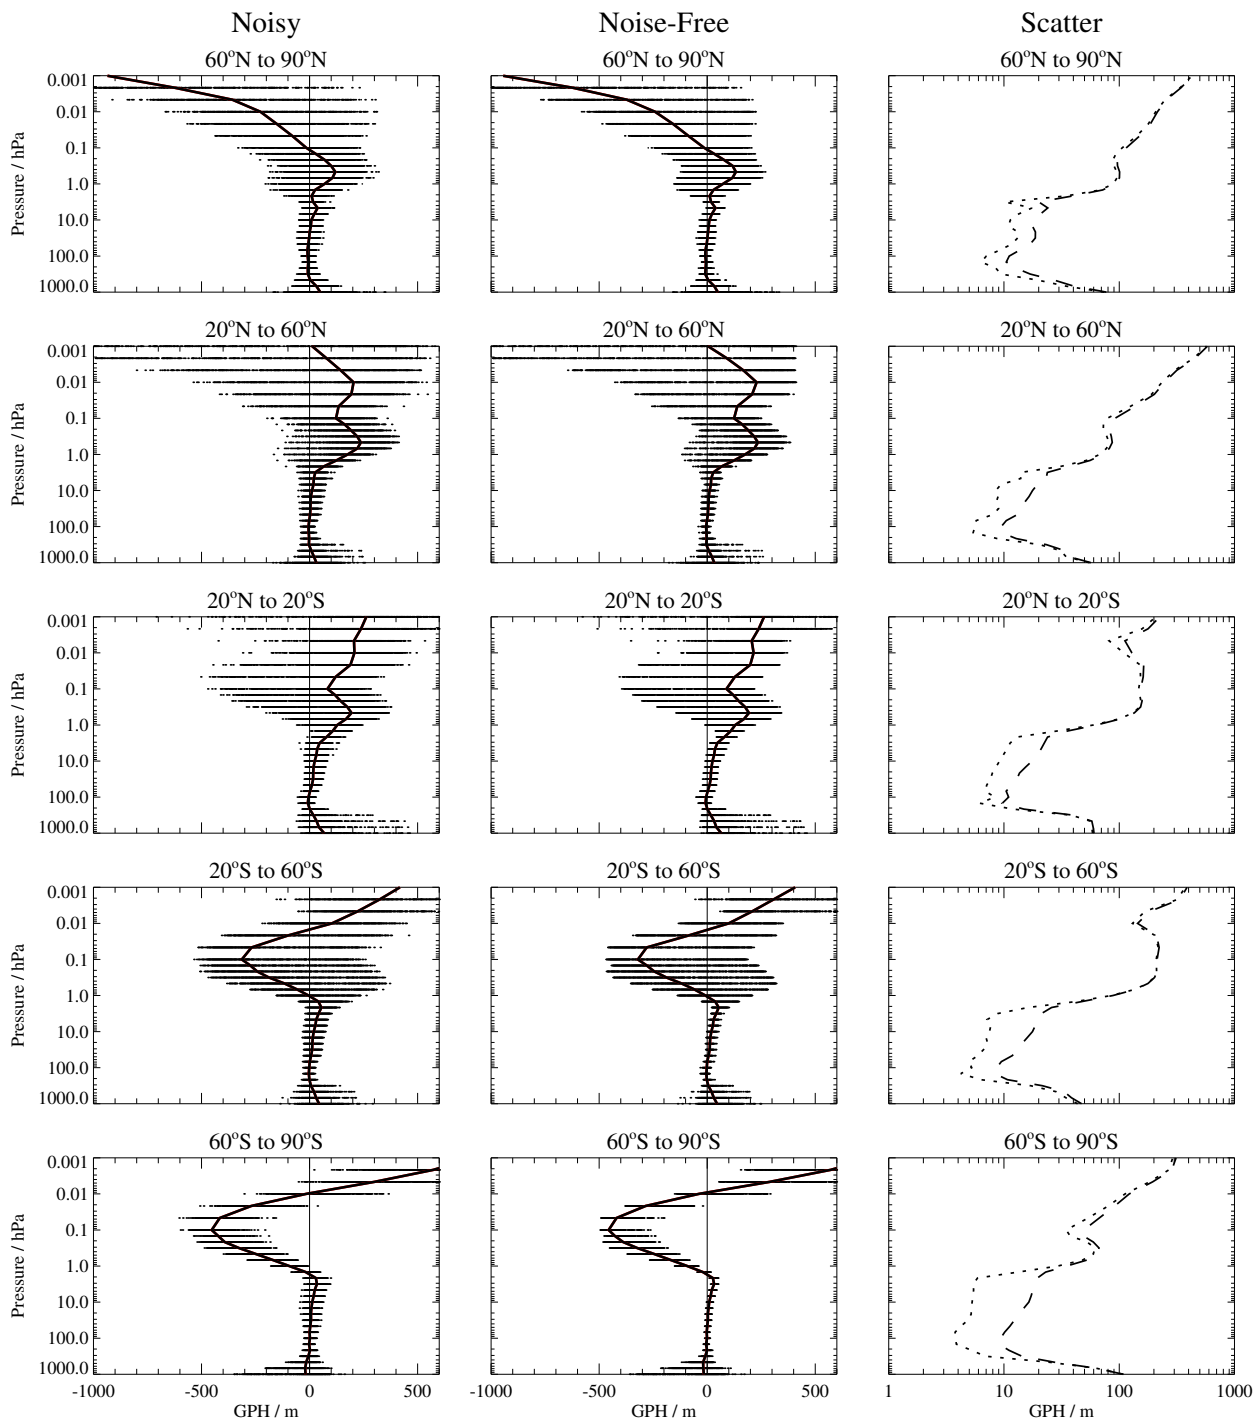 Noisy
Noise-Free
Scatter
60°N to 90°N
60°N to 90°N
60°N to 90°N
Pressure / hPa
0.001
0.01
0.1
1.0
10.0
100.0
1000.0
20°N to 60°N
20°N to 60°N
20°N to 60°N
Pressure / hPa
0.001
0.01
0.1
1.0
10.0
100.0
1000.0
20°N to 20°S
20°N to 20°S
20°N to 20°S
Pressure / hPa
0.001
0.01
0.1
1.0
10.0
100.0
1000.0
20°S to 60°S
20°S to 60°S
20°S to 60°S
Pressure / hPa
0.001
0.01
0.1
1.0
10.0
100.0
1000.0
60°S to 90°S
60°S to 90°S
60°S to 90°S
Pressure / hPa
0.001
0.01
0.1
1.0
10.0
100.0
1000.0
-1000 -500 0 500
-1000 -500 0 500
1 10 100 1000
GPH / m
GPH / m
GPH / m